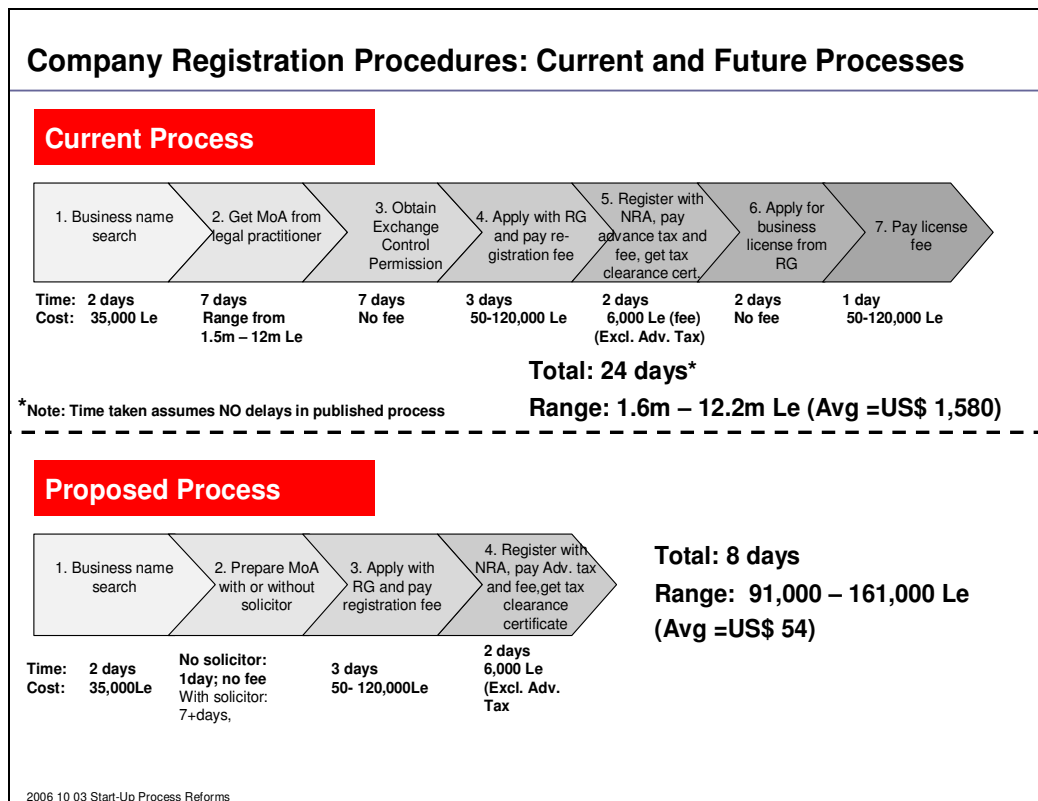 Company Registration Procedures: Current and Future Processes
Current Process
1. Business name
search
2. Get MoA from
legal practitioner
3. Obtain
Exchange
Control
Permission
4. Apply with RG
and pay re-
gistration fee
5. Register with
NRA, pay
advance tax and
fee, get tax
clearance cert.
6. Apply for
business
license from
RG
7. Pay license
fee
Time: 2 days
Cost: 35,000 Le
7 days
Range from
1.5m – 12m Le
7 days
No fee
3 days
50-120,000 Le
2 days
6,000 Le (fee)
(Excl. Adv. Tax)
2 days
No fee
1 day
50-120,000 Le
Total: 24 days*
Range: 1.6m – 12.2m Le (Avg =US$ 1,580)
*Note: Time taken assumes NO delays in published process
Proposed Process
1. Business name
search
2. Prepare MoA
with or without
solicitor
3. Apply with
RG and pay
registration fee
4. Register with
NRA, pay Adv. tax
and fee,get tax
clearance
certificate
Time: 2 days
Cost: 35,000Le
No solicitor:
1day; no fee
With solicitor:
7+days,
3 days
50- 120,000Le
2 days
6,000 Le
(Excl. Adv.
Tax
Total: 8 days
Range: 91,000 – 161,000 Le
(Avg =US$ 54)
2006 10 03 Start-Up Process Reforms